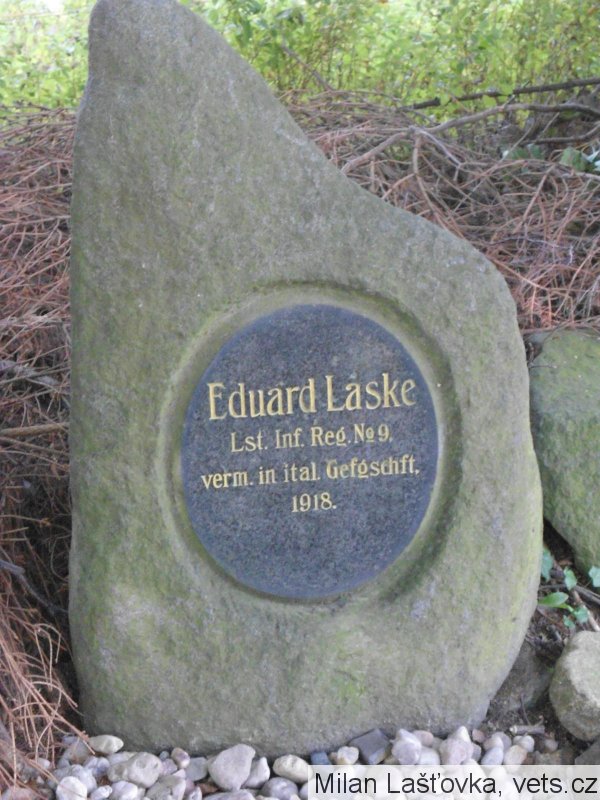 Eduard Laske
Lst. Inf. Reg. № 9,
verm. in ital. Gefgschft,
1918.
Milan Lašťovka, vets.cz